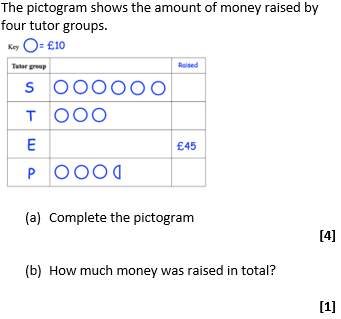 The pictogram shows the amount of money raised by
four tutor groups.
Key = £10
Tutor group Raised
S
T
E £45
P
(a) Complete the pictogram
[4]
(b) How much money was raised in total?
[1]